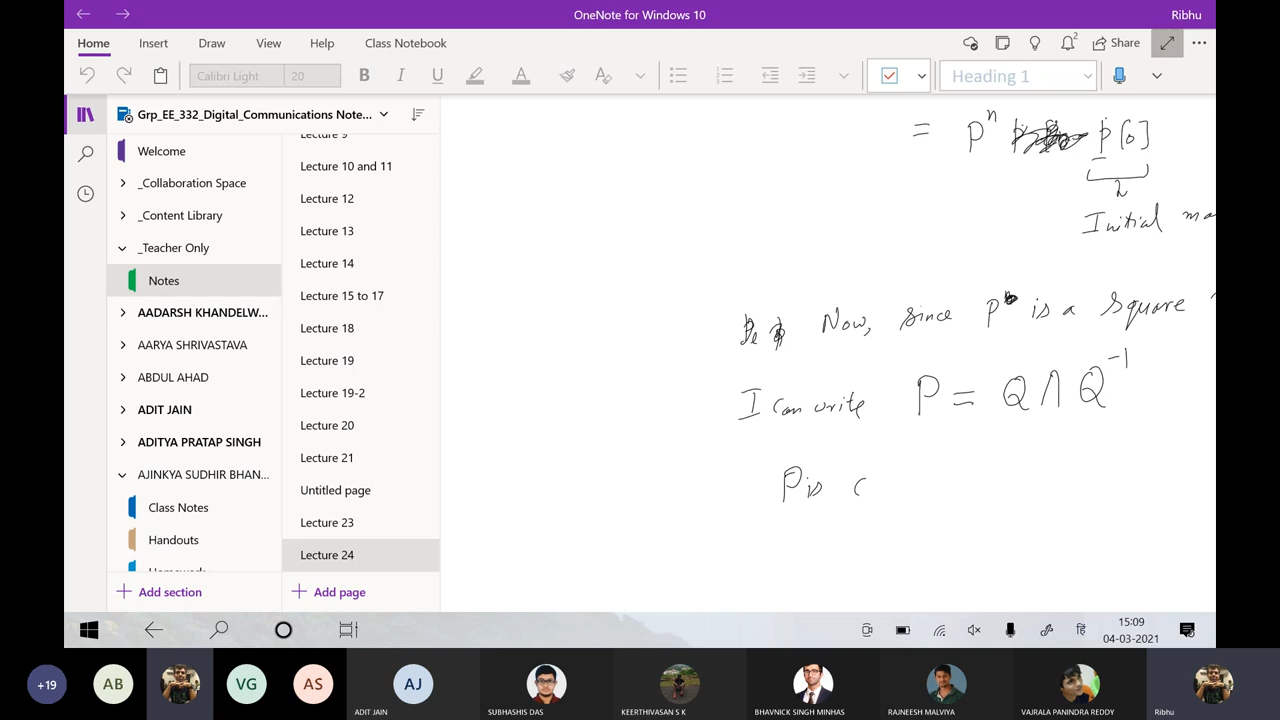 OneNote for Windows 10
Ribhu
Home Insert Draw View Help Class Notebook
2
Share
Calibri Light 20
B I U A
Heading 1
Grp_EE_332_Digital_Communications Note...
Welcome
_Collaboration Space
_Content Library
_Teacher Only
Notes
AADARSH KHANDELW...
AARYA SHRIVASTAVA
ABDUL AHAD
ADIT JAIN
ADITYA PRATAP SINGH
AJINKYA SUDHIR BHAN...
Class Notes
Handouts
Homework
Add section
Lecture 9
Lecture 10 and 11
Lecture 12
Lecture 13
Lecture 14
Lecture 15 to 17
Lecture 18
Lecture 19
Lecture 19-2
Lecture 20
Lecture 21
Untitled page
Lecture 23
Lecture 24
Add page
= P^n p[0]
Initial
Now, since P is a square
I can write P = Q Λ Q^-1
P is
हि
15:09
04-03-2021
+19 AB VG AS AJ
ADIT JAIN SUBHASHIS DAS KEERTHIVASAN S K BHAVNICK SINGH MINHAS RAJNEESH MALVIYA VAJRALA PANINDRA REDDY Ribhu